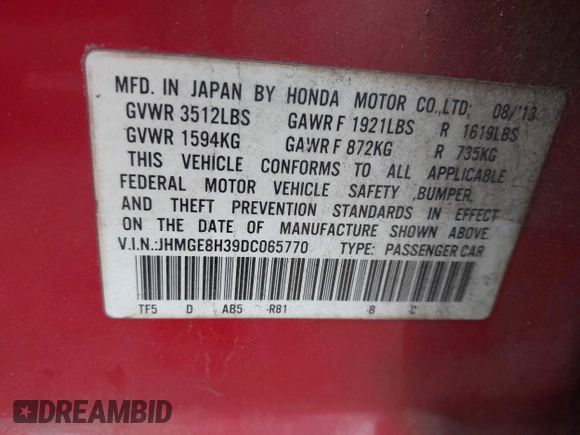 MFD. IN JAPAN BY HONDA MOTOR CO.,LTD. 08/'13
GVWR 3512LBS GAWR F 1921LBS R 1619LBS
GVWR 1594KG GAWR F 872KG R 735KG
THIS VEHICLE CONFORMS TO ALL APPLICABLE
FEDERAL MOTOR VEHICLE SAFETY ,BUMPER,
AND THEFT PREVENTION STANDARDS IN EFFECT
ON THE DATE OF MANUFACTURE SHOWN ABOVE.
V.I.N.:JHMGE8H39DC065770 TYPE: PASSENGER CAR
TF5 D AB5 -R81 -B C
DREAMBID